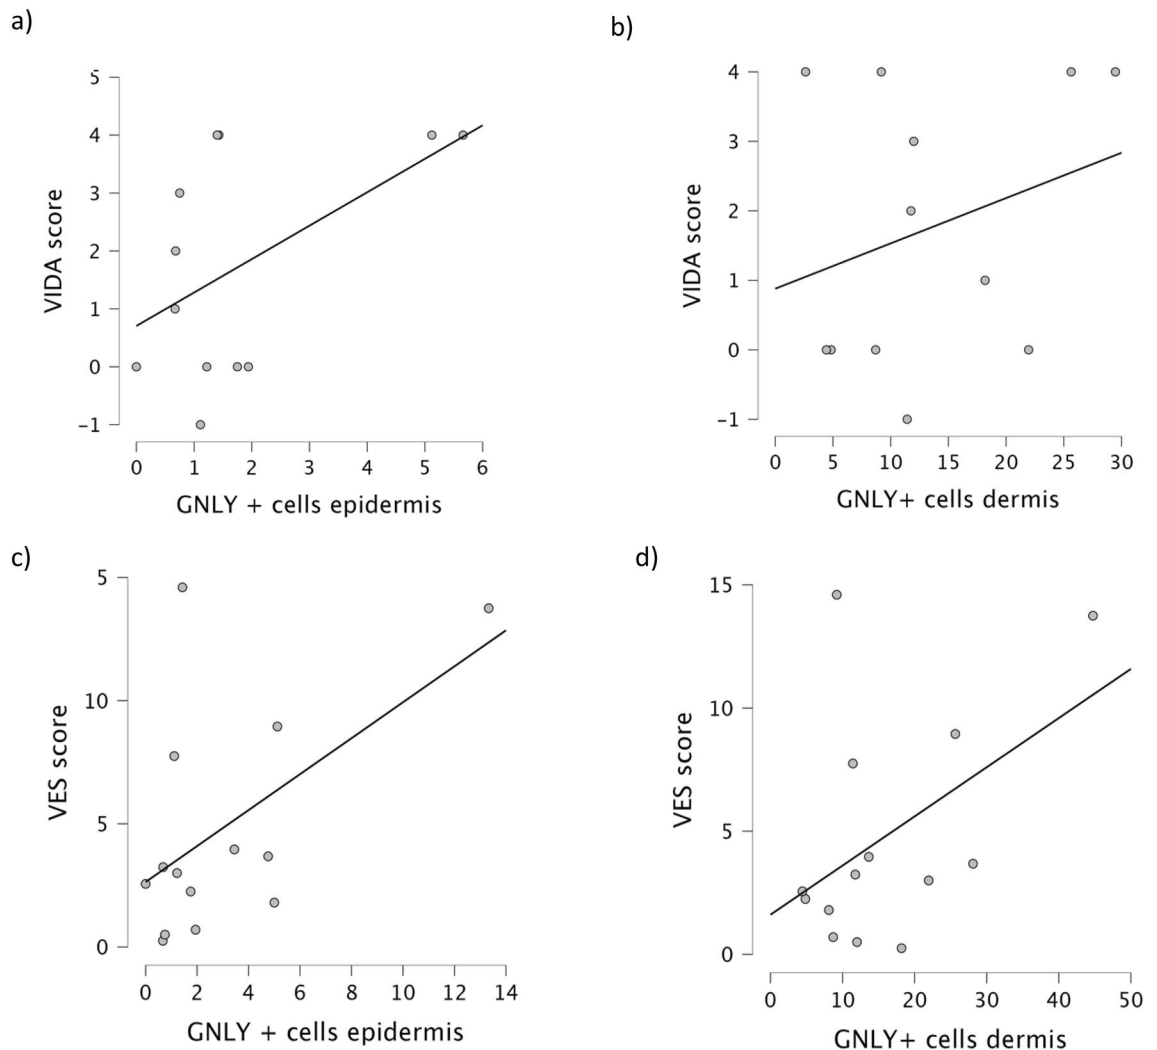 a)
5
4
3
2
1
0
−1
VIDA score
0 1 2 3 4 5 6
GNLY + cells epidermis
b)
4
3
2
1
0
−1
VIDA score
0 5 10 15 20 25 30
GNLY+ cells dermis
c)
5
10
5
0
VES score
0 2 4 6 8 10 12 14
GNLY + cells epidermis
d)
15
10
5
0
VES score
0 10 20 30 40 50
GNLY+ cells dermis